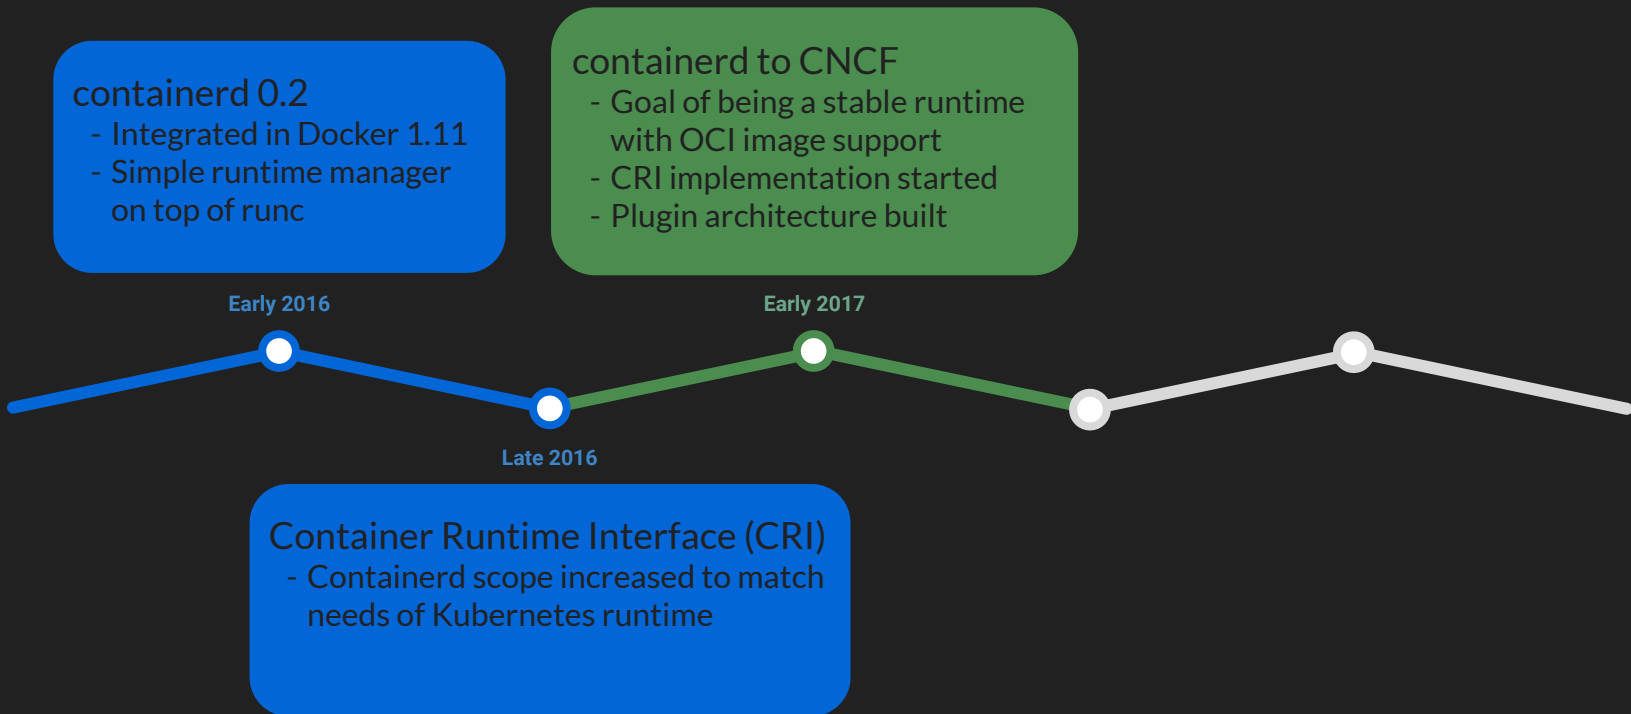 containerd 0.2
- Integrated in Docker 1.11
- Simple runtime manager
on top of runc
Early 2016
containerd to CNCF
- Goal of being a stable runtime
with OCI image support
- CRI implementation started
- Plugin architecture built
Early 2017
Late 2016
Container Runtime Interface (CRI)
- Containerd scope increased to match
needs of Kubernetes runtime